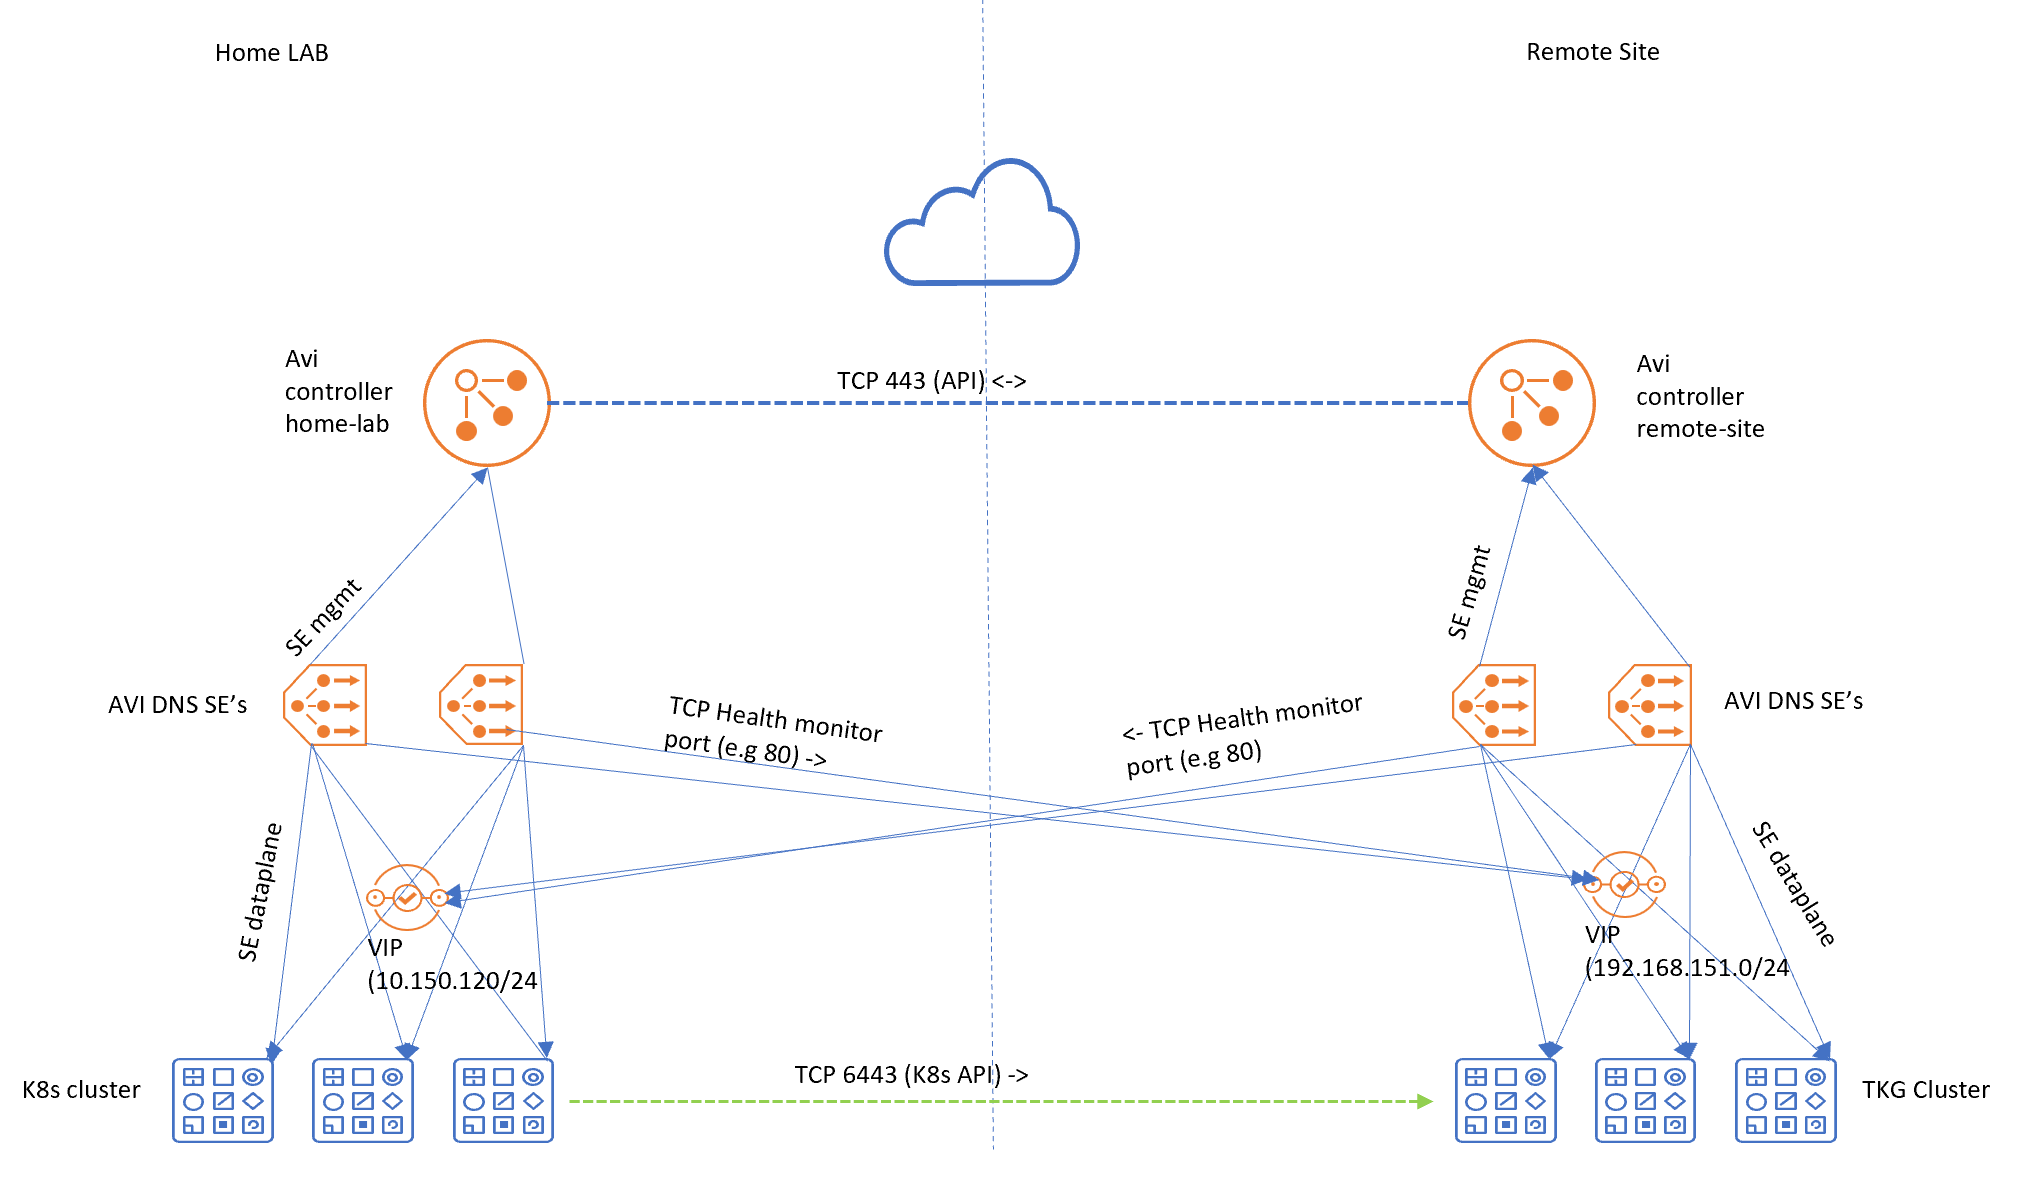 Home LAB
Remote Site
Avi
controller
home-lab
TCP 443 (API) <->
Avi
controller
remote-site
SE mgmt
SE mgmt
AVI DNS SE’s
TCP Health monitor
port (e.g 80) ->
<- TCP Health monitor
port (e.g 80)
AVI DNS SE’s
SE dataplane
VIP
(10.150.120/24
VIP
(192.168.151.0/24
SE dataplane
K8s cluster
TCP 6443 (K8s API) ->
TKG Cluster